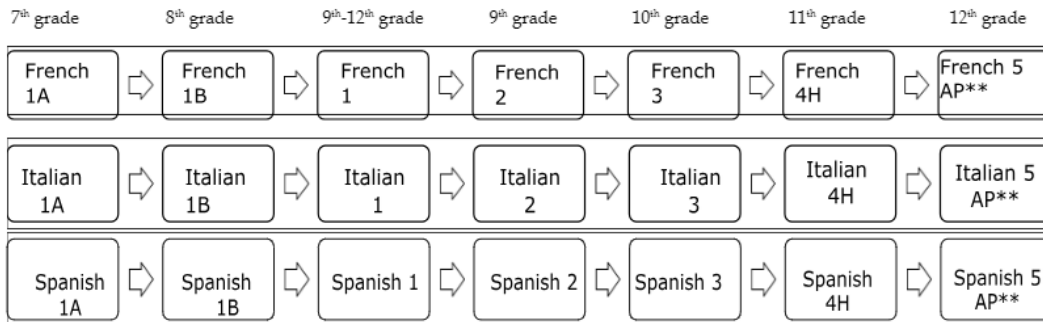 7th grade 8th grade 9th-12th grade 9th grade 10th grade 11th grade 12th grade
French 1A
French 1B
French 1
French 2
French 3
French 4H
French 5 AP**
Italian 1A
Italian 1B
Italian 1
Italian 2
Italian 3
Italian 4H
Italian 5 AP**
Spanish 1A
Spanish 1B
Spanish 1
Spanish 2
Spanish 3
Spanish 4H
Spanish 5 AP**